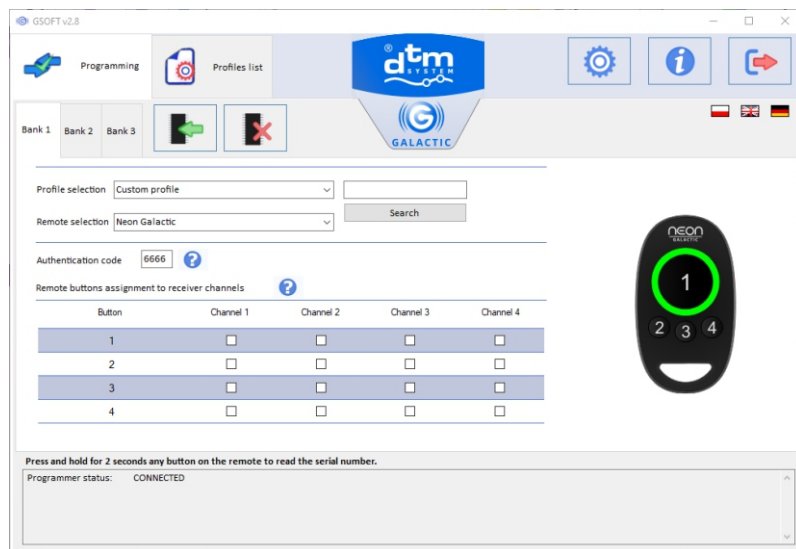 GSOFT v2.8
Programming
Profiles list
® dtm
SYSTEM
Bank 1 Bank 2 Bank 3
G
GALACTIC
Profile selection Custom profile
Remote selection Neon Galactic Search
Authentication code 6666 ?
Remote buttons assignment to receiver channels ?
Button Channel 1 Channel 2 Channel 3 Channel 4
1
2
3
4
neon
GALACTIC
1
2 3 4
Press and hold for 2 seconds any button on the remote to read the serial number.
Programmer status: CONNECTED